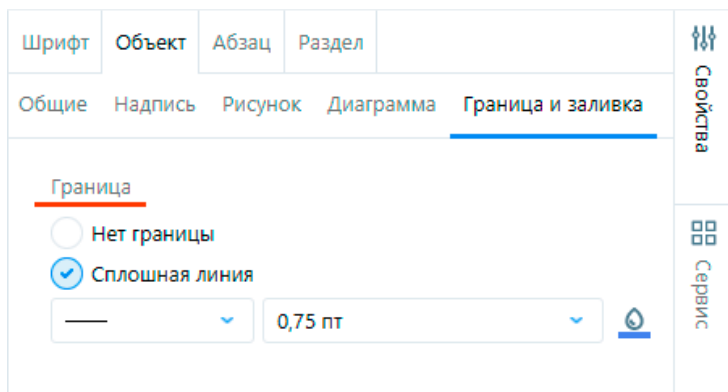 Шрифт Объект Абзац Раздел
Общие Надпись Рисунок Диаграмма Граница и заливка
Граница
Нет границы
Сплошная линия
0,75 пт
Свойства
Сервис